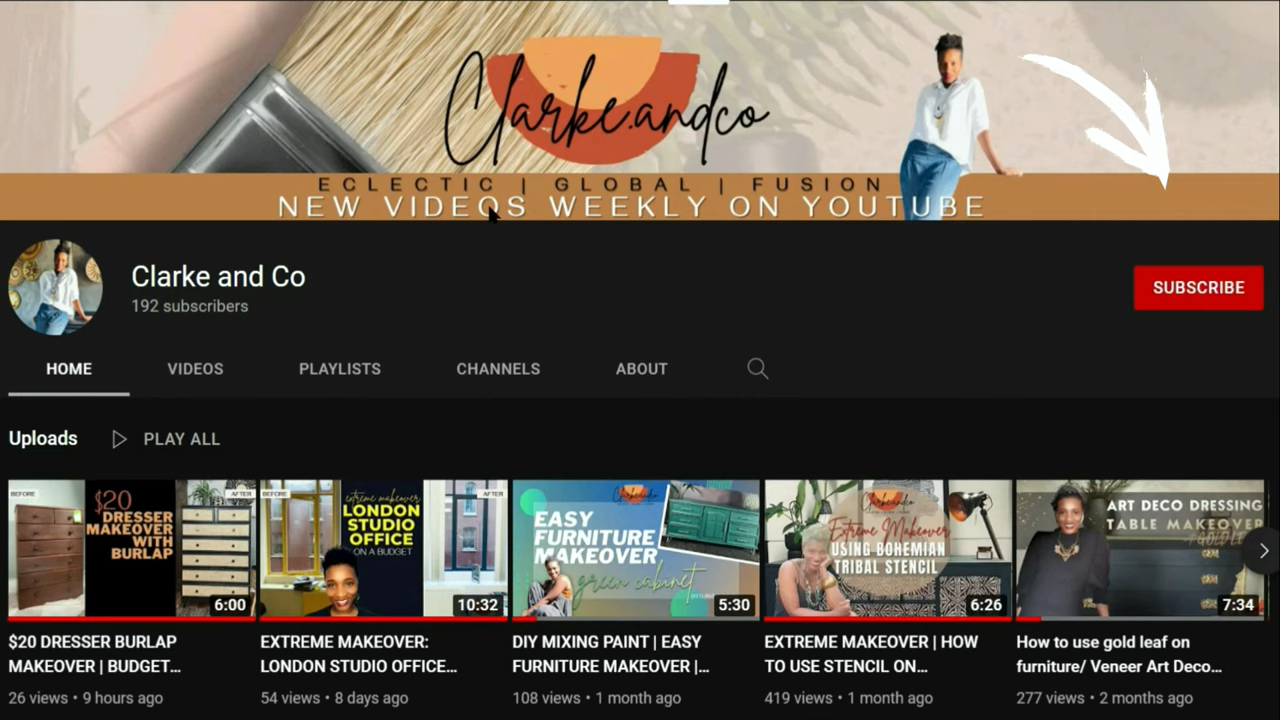 Clarke.andco
ECLECTIC | GLOBAL | FUSION
NEW VIDEOS WEEKLY ON YOUTUBE
Clarke and Co
192 subscribers
SUBSCRIBE
HOME
VIDEOS
PLAYLISTS
CHANNELS
ABOUT
Uploads
PLAY ALL
BEFORE
AFTER
$20
DRESSER
MAKEOVER
WITH
BURLAP
6:00
$20 DRESSER BURLAP
MAKEOVER | BUDGET...
26 views • 9 hours ago
BEFORE
AFTER
extreme makeover
LONDON
STUDIO
OFFICE
ON A BUDGET
10:32
EXTREME MAKEOVER:
LONDON STUDIO OFFICE...
54 views • 8 days ago
Clarke.andco
EASY
FURNITURE
MAKEOVER
green cabinet
5:30
DIY MIXING PAINT | EASY
FURNITURE MAKEOVER |...
108 views • 1 month ago
Clarke.andco
Extreme Makeover
USING BOHEMIAN
TRIBAL STENCIL
6:26
EXTREME MAKEOVER | HOW
TO USE STENCIL ON...
419 views • 1 month ago
ART DECO DRESSING
TABLE MAKEOVER
7:34
How to use gold leaf on
furniture/ Veneer Art Deco...
277 views • 2 months ago